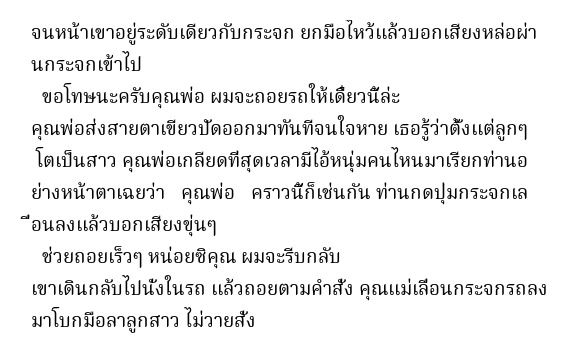 จนหน้าเขาอยู่ระดับเดียวกับกระจก ยกมือไหว้แล้วบอกเสียงหล่อผ่า
นกระจกเข้าไป
ขอโทษนะครับคุณพ่อ ผมจะถอยรถให้เดี๋ยวนี้ล่ะ
คุณพ่อส่งสายตาเขียวปัดออกมาทันทีจนใจหาย เธอรู้ว่าตั้งแต่ลูกๆ
โตเป็นสาว คุณพ่อเกลียดที่สุดเวลามีไอ้หนุ่มคนไหนมาเรียกท่านอ
ย่างหน้าตาเฉยว่า คุณพ่อ คราวนี้ก็เช่นกัน ท่านกดปุ่มกระจกเล
ื่อนลงแล้วบอกเสียงขุ่นๆ
ช่วยถอยเร็วๆ หน่อยซิคุณ ผมจะรีบกลับ
เขาเดินกลับไปนั่งในรถ แล้วถอยตามคำสั่ง คุณแม่เลื่อนกระจกรถลง
มาโบกมือลาลูกสาว ไม่วายสั่ง